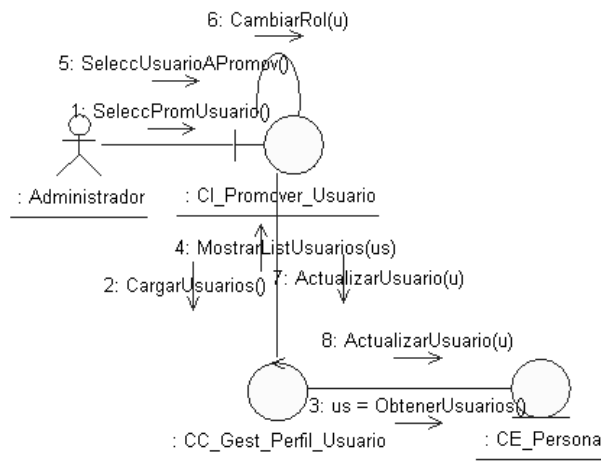 6: CambiarRol(u)
5: SeleccUsuarioAPromov()
1: SeleccPromUsuario()
: Administrador
: CI_Promover_Usuario
4: MostrarListUsuarios(us)
2: CargarUsuarios()
7: ActualizarUsuario(u)
8: ActualizarUsuario(u)
3: us = ObtenerUsuarios()
: CC_Gest_Perfil_Usuario
: CE_Persona